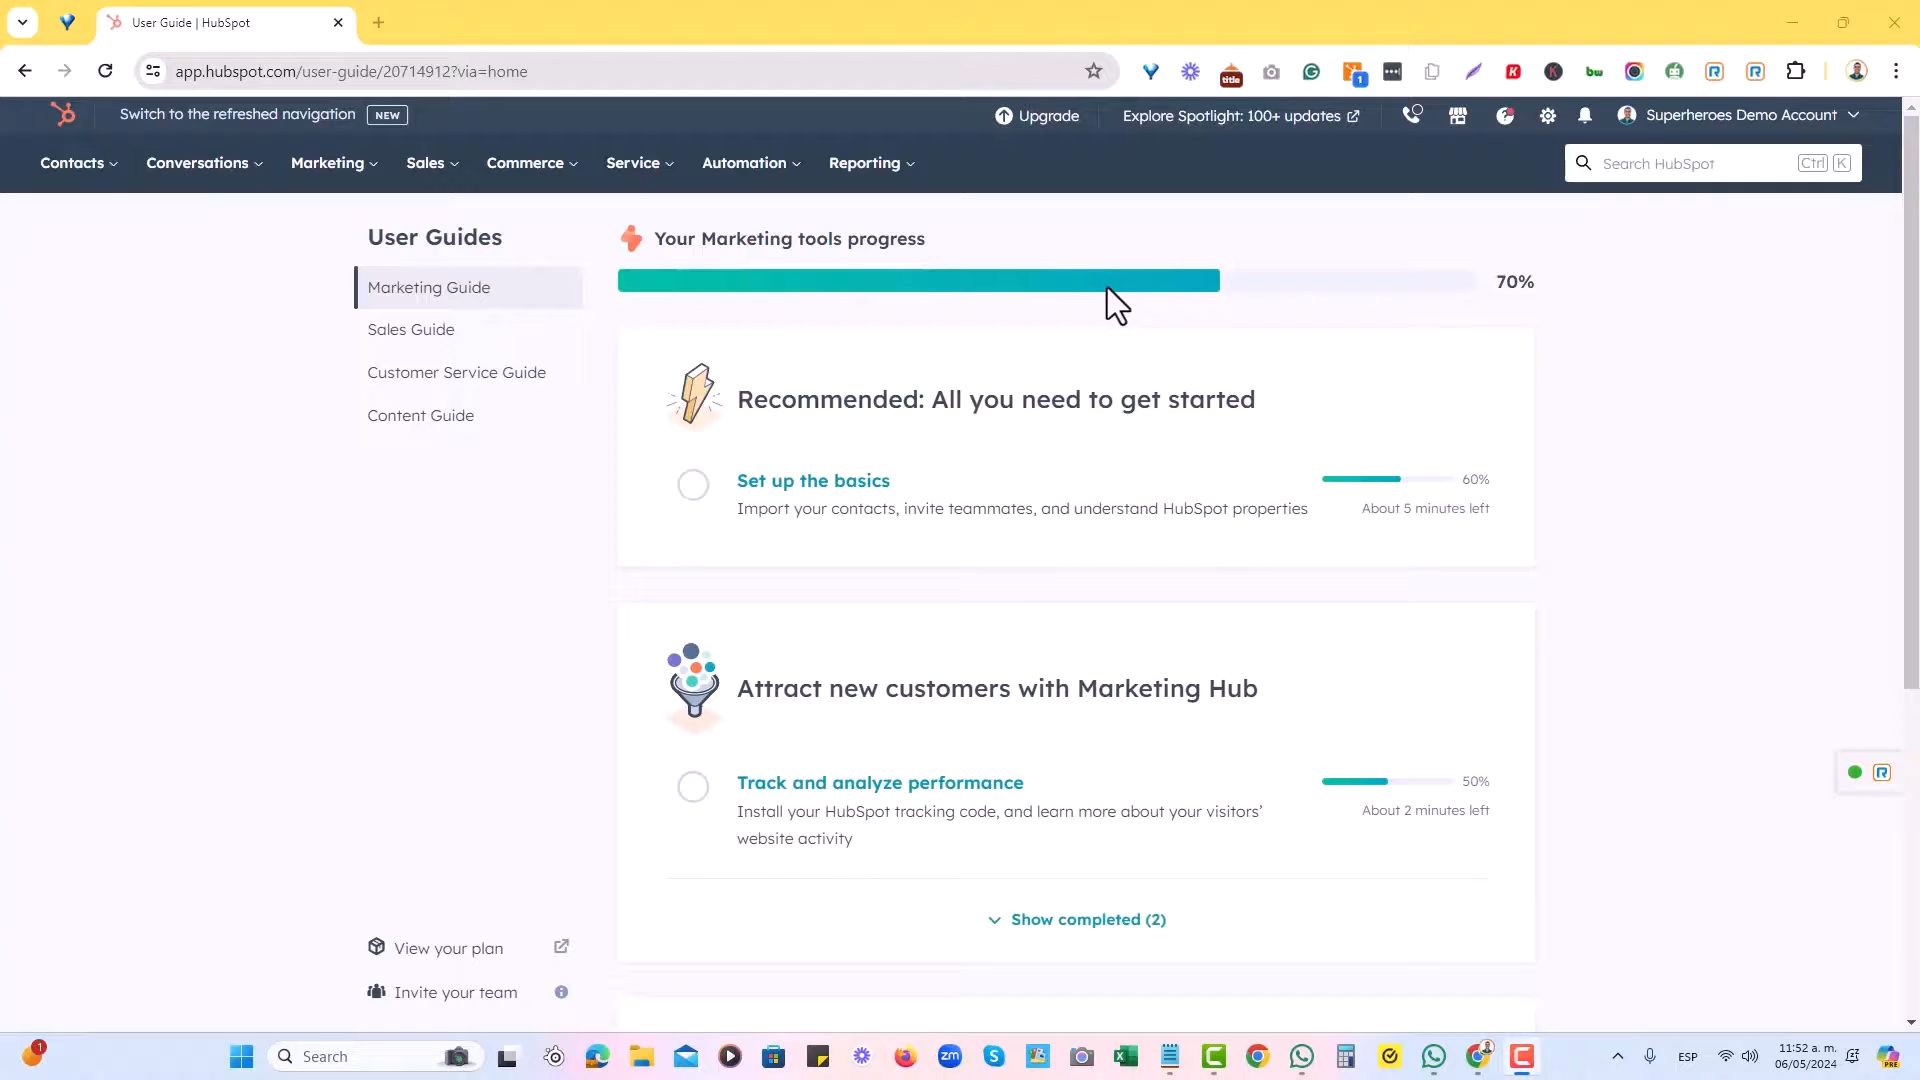 User Guide | HubSpot
app.hubspot.com/user-guide/20714912?via=home
title
1
bw
Switch to the refreshed navigation NEW
Upgrade
Explore Spotlight: 100+ updates
Superheroes Demo Account
Contacts
Conversations
Marketing
Sales
Commerce
Service
Automation
Reporting
Search HubSpot
Ctrl K
User Guides
Marketing Guide
Sales Guide
Customer Service Guide
Content Guide
View your plan
Invite your team
Your Marketing tools progress
70%
Recommended: All you need to get started
Set up the basics
60%
Import your contacts, invite teammates, and understand HubSpot properties
About 5 minutes left
Attract new customers with Marketing Hub
Track and analyze performance
50%
Install your HubSpot tracking code, and learn more about your visitors’
About 2 minutes left
website activity
Show completed (2)
1
Search
zm
ESP
11:52 a. m.
06/05/2024
PRE